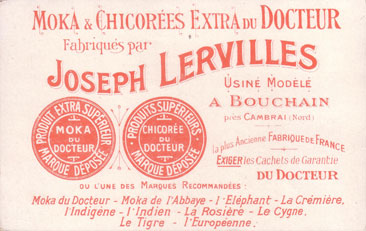 MOKA & CHICORÉES EXTRA DU DOCTEUR
Fabriqués par
JOSEPH LERVILLES
USINE MODÈLE
A BOUCHAIN
près CAMBRAI (Nord)
PRODUIT EXTRA SUPÉRIEUR
MOKA
DU
DOCTEUR
MARQUE DÉPOSÉE
PRODUITS SUPÉRIEURS
CHICORÉE
DU
DOCTEUR
MARQUE DÉPOSÉE
la plus Ancienne FABRIQUE DE FRANCE
EXIGER les Cachets de Garantie
DU DOCTEUR
OU L'UNE DES MARQUES RECOMMANDÉES:
Moka du Docteur - Moka de l'Abbaye - l'Eléphant - La Crémière,
l'Indigène - l'Indien - La Rosière - Le Cygne.
Le Tigre - l'Européenne.